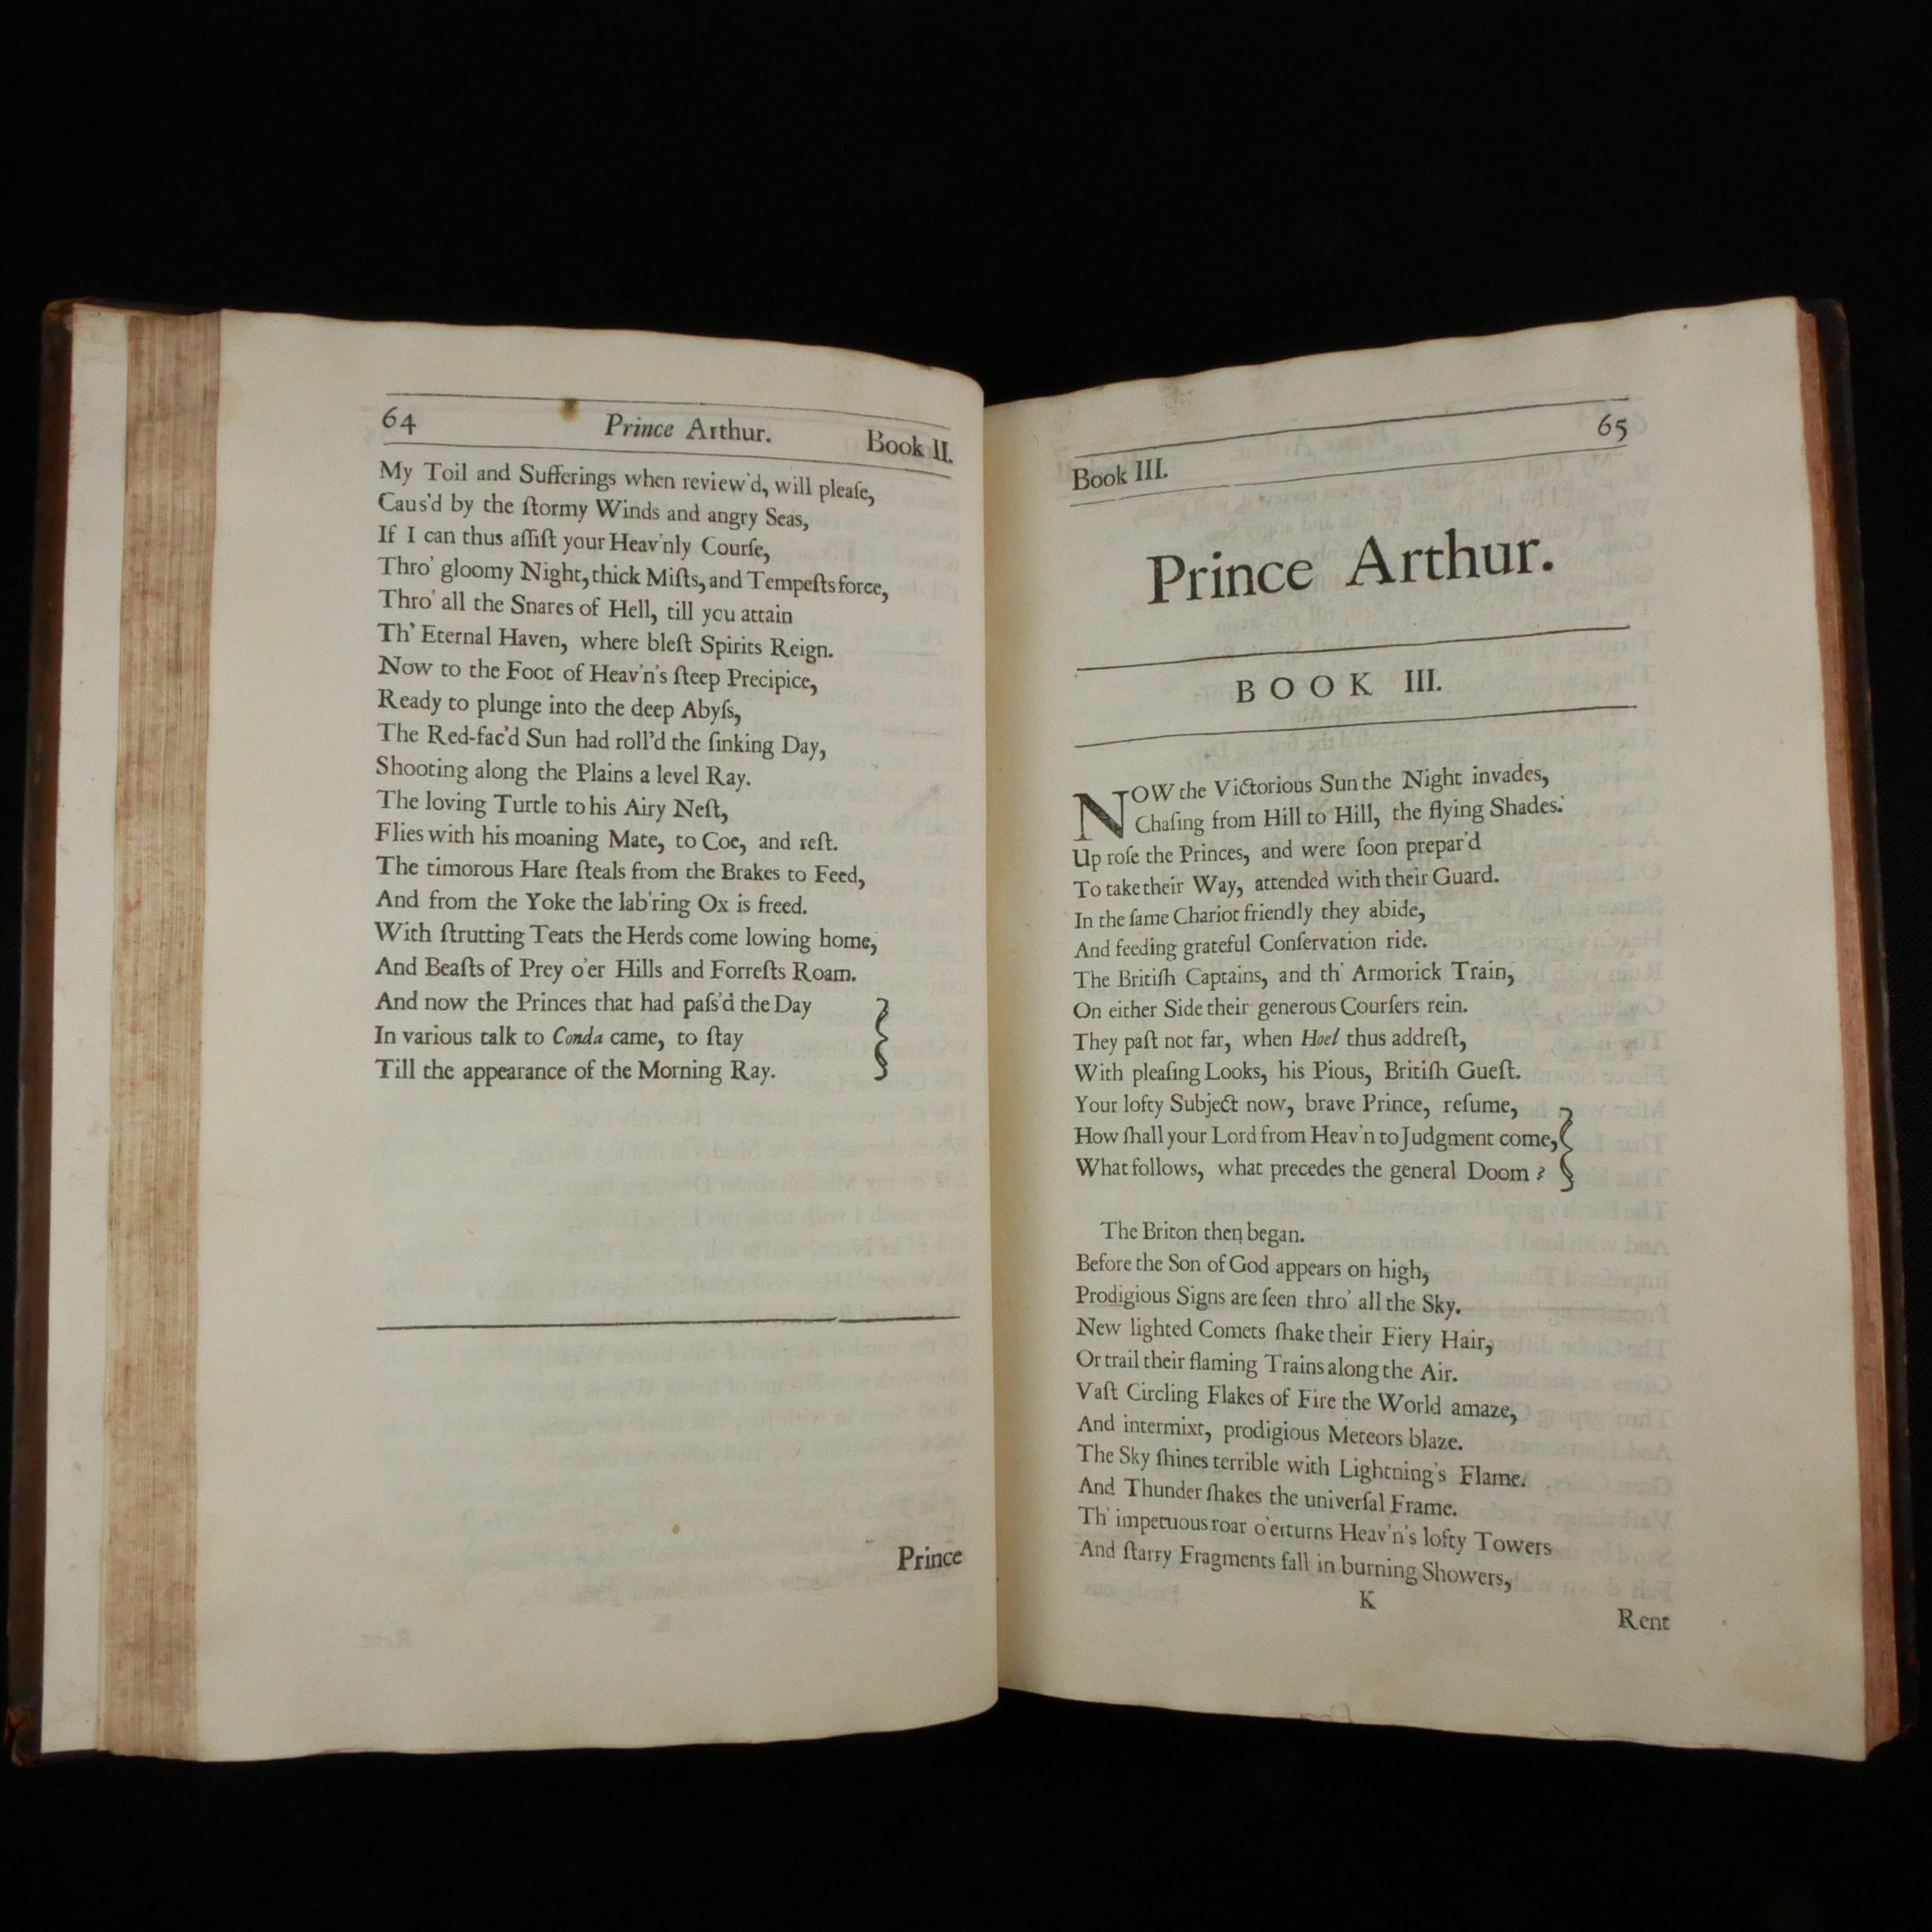 64 Prince Arthur. Book II.
My Toil and Sufferings when review'd, will pleaſe,
Caus'd by the ſtormy Winds and angry Seas,
If I can thus aſſiſt your Heav'nly Courſe,
Thro' gloomy Night, thick Miſts, and Tempeſts force,
Thro' all the Snares of Hell, till you attain
Th' Eternal Haven, where bleſt Spirits Reign.
Now to the Foot of Heav'n's ſteep Precipice,
Ready to plunge into the deep Abyſs,
The Red-fac'd Sun had roll'd the ſinking Day,
Shooting along the Plains a level Ray.
The loving Turtle to his Airy Neſt,
Flies with his moaning Mate, to Coe, and reſt.
The timorous Hare ſteals from the Brakes to Feed,
And from the Yoke the lab'ring Ox is freed.
With ſtrutting Teats the Herds come lowing home,
And Beaſts of Prey o'er Hills and Forreſts Roam.
And now the Princes that had paſs'd the Day
In various talk to Conda came, to ſtay
Till the appearance of the Morning Ray.
Prince
Book III. 65
Prince Arthur.
BOOK III.
NOW the Victorious Sun the Night invades,
Chaſing from Hill to Hill, the flying Shades.
Up roſe the Princes, and were ſoon prepar'd
To take their Way, attended with their Guard.
In the ſame Chariot friendly they abide,
And feeding grateful Conſervation ride.
The Britiſh Captains, and th' Armorick Train,
On either Side their generous Courſers rein.
They paſt not far, when Hoel thus addreſt,
With pleaſing Looks, his Pious, Britiſh Gueſt.
Your lofty Subject now, brave Prince, reſume,
How ſhall your Lord from Heav'n to Judgment come,
What follows, what precedes the general Doom?
The Briton then began.
Before the Son of God appears on high,
Prodigious Signs are ſeen thro' all the Sky.
New lighted Comets ſhake their Fiery Hair,
Or trail their flaming Trains along the Air.
Vaſt Circling Flakes of Fire the World amaze,
And intermixt, prodigious Meteors blaze.
The Sky ſhines terrible with Lightning's Flame.
And Thunder ſhakes the univerſal Frame.
Th' impetuous roar o'erturns Heav'n's lofty Towers
And ſtarry Fragments fall in burning Showers,
K
Rent